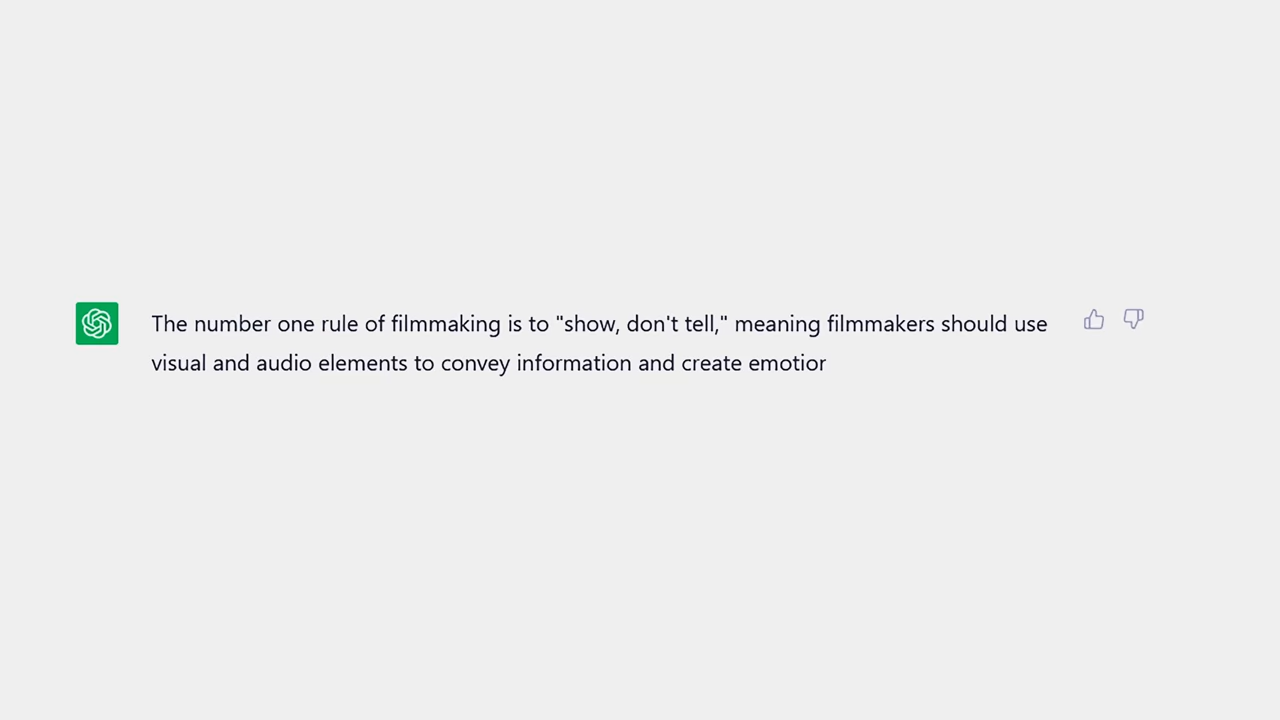 The number one rule of filmmaking is to "show, don't tell," meaning filmmakers should use
visual and audio elements to convey information and create emotior